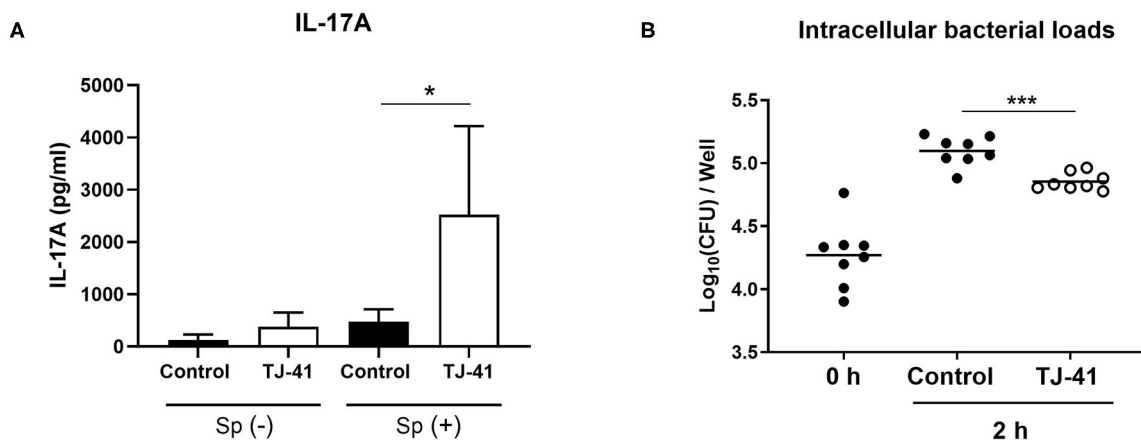 A
IL-17A
IL-17A (pg/ml)
5000
4000
3000
2000
1000
0
*
Control
TJ-41
Control
TJ-41
Sp (-)
Sp (+)
B
Intracellular bacterial loads
Log10(CFU) / Well
5.5
5.0
4.5
4.0
3.5
***
0 h
Control
TJ-41
2 h